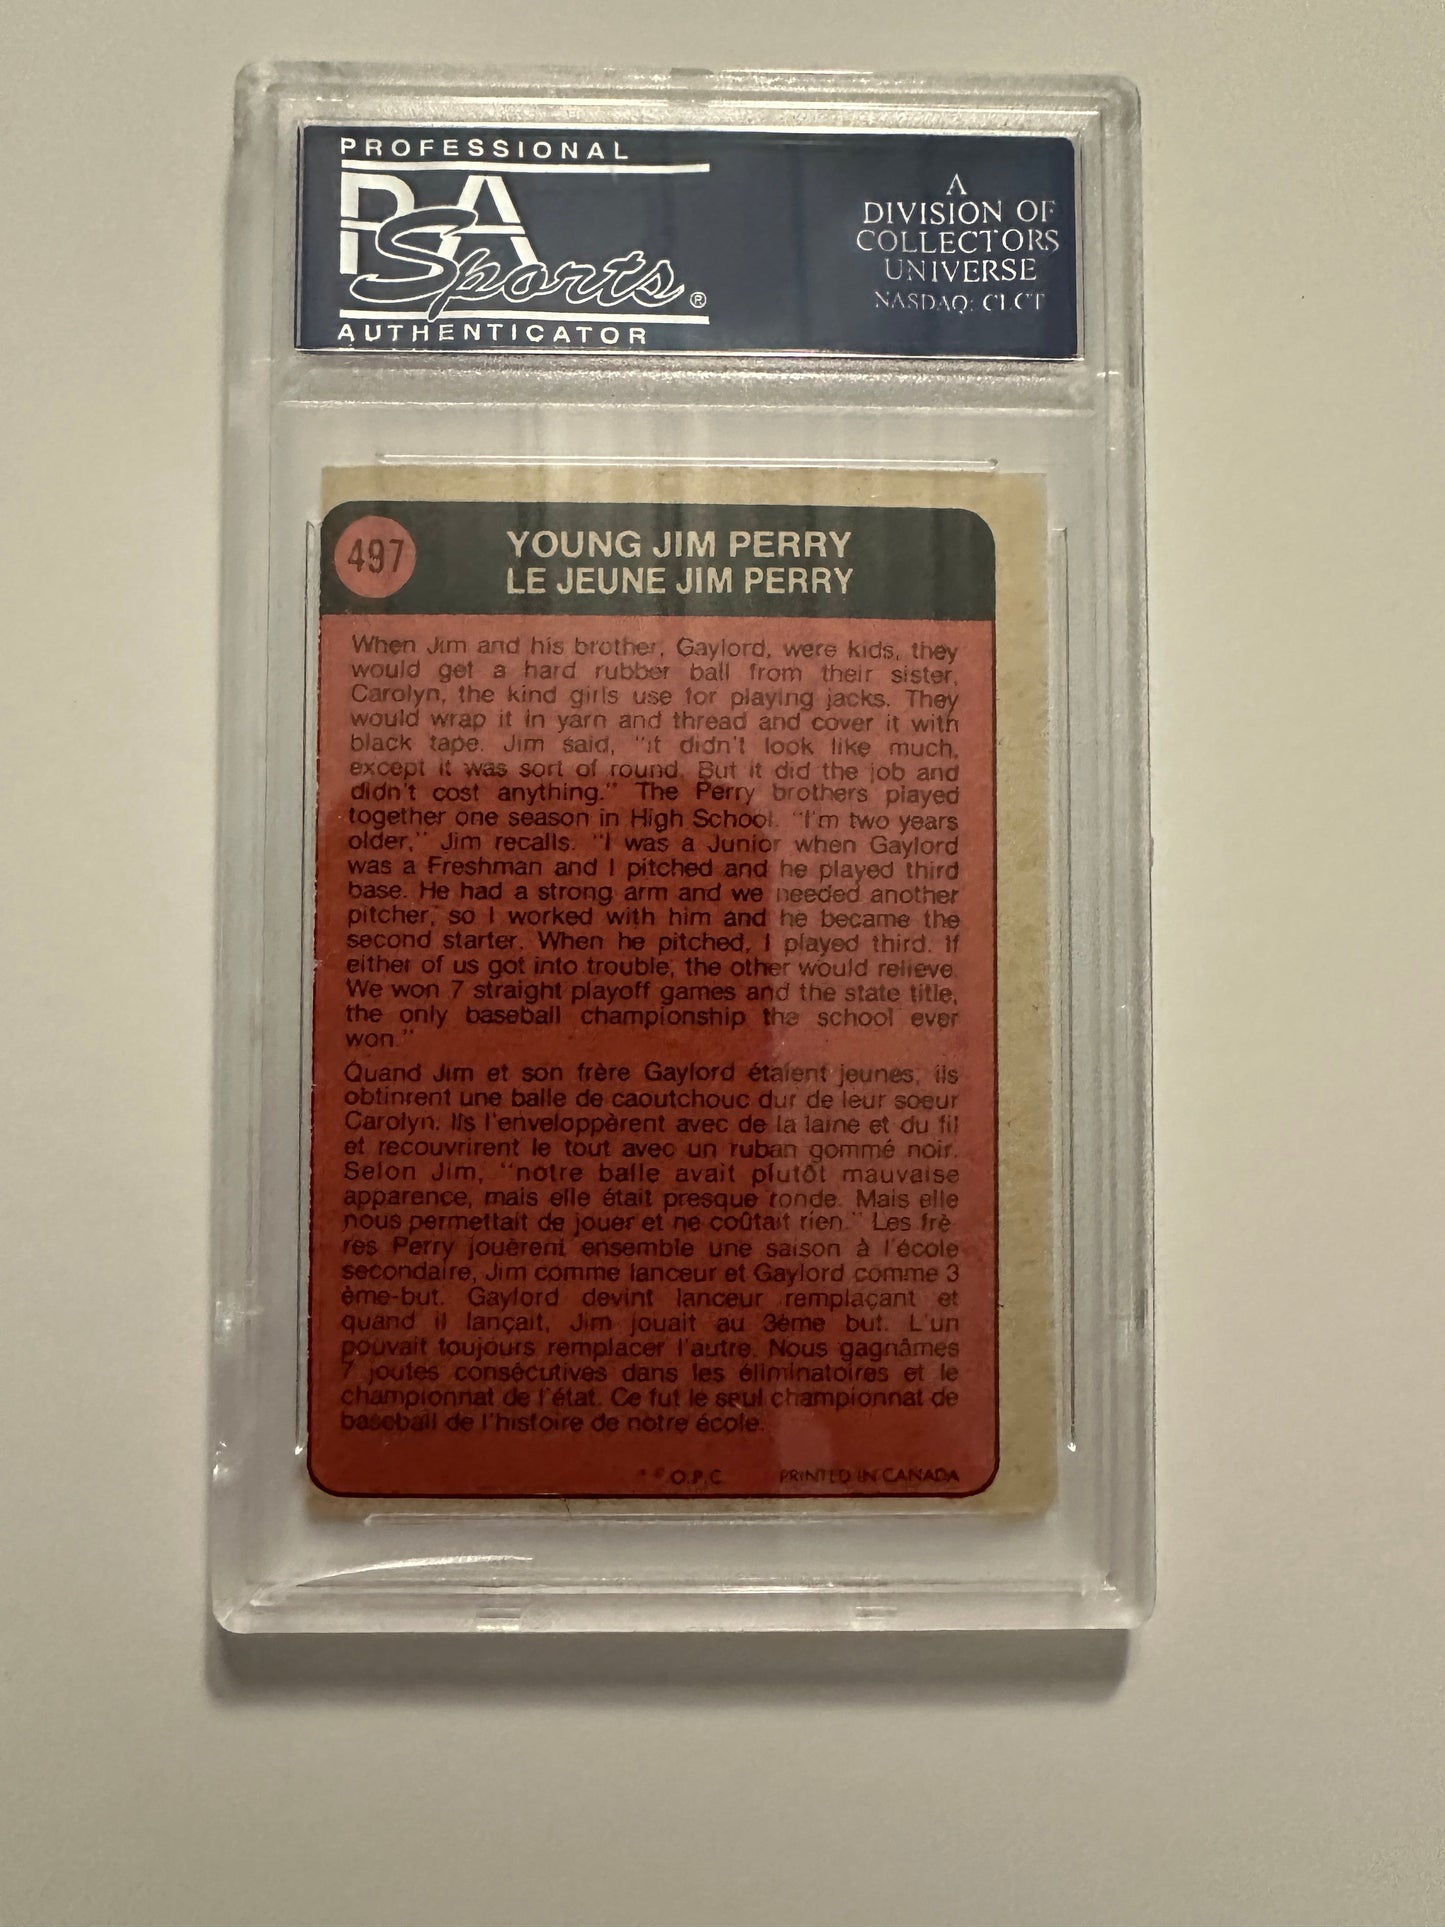 PROFESSIONAL
PSA
Sports®
AUTHENTICATOR
A
DIVISION OF
COLLECTORS
UNIVERSE
NASDAQ: CLCT
497
YOUNG JIM PERRY
LE JEUNE JIM PERRY
When Jim and his brother, Gaylord, were kids, they
would get a hard rubber ball from their sister,
Carolyn, the kind girls use for playing jacks. They
would wrap it in yarn and thread and cover it with
black tape. Jim said, "it didn't look like much,
except it was sort of round. But it did the job and
didn't cost anything." The Perry brothers played
together one season in High School. "I'm two years
older," Jim recalls. "I was a Junior when Gaylord
was a Freshman and I pitched and he played third
base. He had a strong arm and we needed another
pitcher, so I worked with him and he became the
second starter. When he pitched, I played third. If
either of us got into trouble, the other would relieve.
We won 7 straight playoff games and the state title,
the only baseball championship the school ever
won."
Quand Jim et son frère Gaylord étaient jeunes, ils
obtinrent une balle de caoutchouc dur de leur soeur
Carolyn. Ils l'enveloppèrent avec de la laine et du fil
et recouvrirent le tout avec un ruban gommé noir.
Selon Jim, "notre balle avait plutôt mauvaise
apparence, mais elle était presque ronde. Mais elle
nous permettait de jouer et ne coûtait rien." Les frè-
res Perry jouèrent ensemble une saison à l'école
secondaire, Jim comme lanceur et Gaylord comme 3
ème-but. Gaylord devint lanceur remplaçant et
quand il lançait, Jim jouait au 3ème but. L'un
pouvait toujours remplacer l'autre. Nous gagnâmes
7 joutes consécutives dans les éliminatoires et le
championnat de l'état. Ce fut le seul championnat de
baseball de l'histoire de notre école.
O.P.C PRINTED IN CANADA